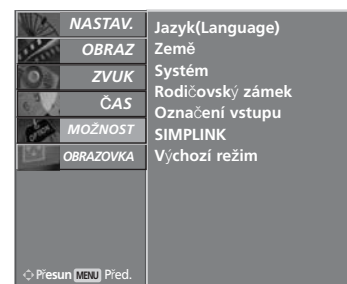 NASTAV.
OBRAZ
ZVUK
ČAS
MOŽNOST
OBRAZOVKA
Jazyk(Language)
Země
Systém
Rodičovský zámek
Označení vstupu
SIMPLINK
Výchozí režim
Přesun MENU Před.